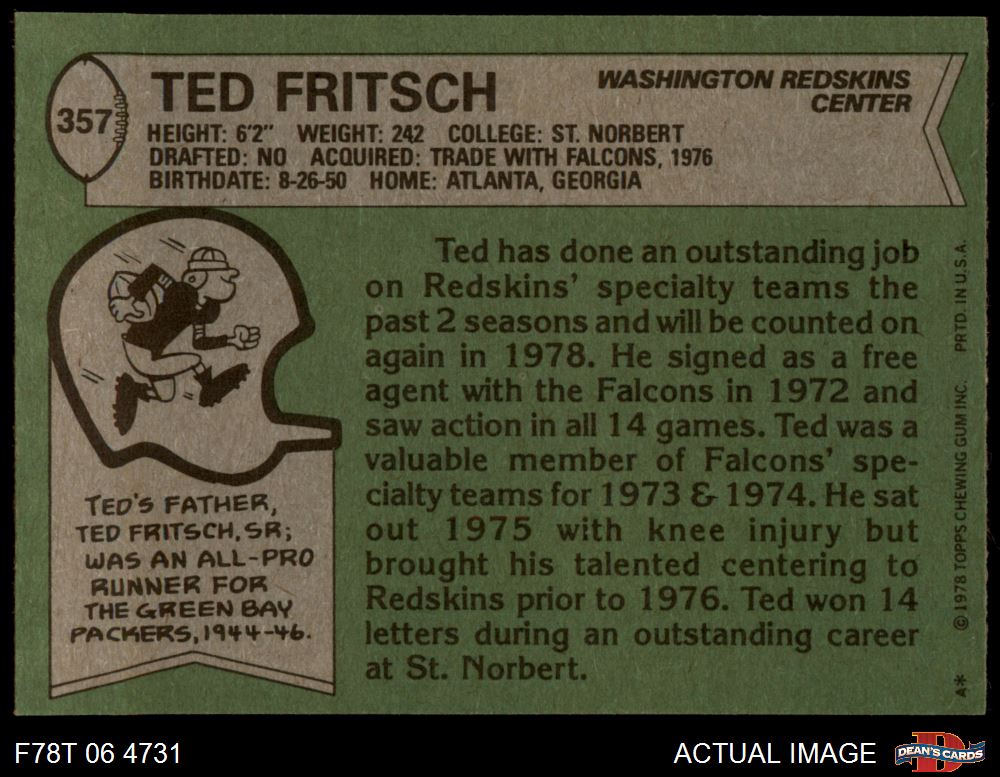 357
TED FRITSCH
WASHINGTON REDSKINS
CENTER
HEIGHT: 6'2" WEIGHT: 242 COLLEGE: ST. NORBERT
DRAFTED: NO ACQUIRED: TRADE WITH FALCONS, 1976
BIRTHDATE: 8-26-50 HOME: ATLANTA, GEORGIA
Ted has done an outstanding job
on Redskins' specialty teams the
past 2 seasons and will be counted on
again in 1978. He signed as a free
agent with the Falcons in 1972 and
saw action in all 14 games. Ted was a
valuable member of Falcons' spe-
cialty teams for 1973 & 1974. He sat
out 1975 with knee injury but
brought his talented centering to
Redskins prior to 1976. Ted won 14
letters during an outstanding career
at St. Norbert.
TED'S FATHER,
TED FRITSCH, SR;
WAS AN ALL-PRO
RUNNER FOR
THE GREEN BAY
PACKERS, 1944-46.
A* © 1978 TOPPS CHEWING GUM INC. PRTD. IN U.S.A.
F78T 06 4731
ACTUAL IMAGE
D
DEAN'S CARDS